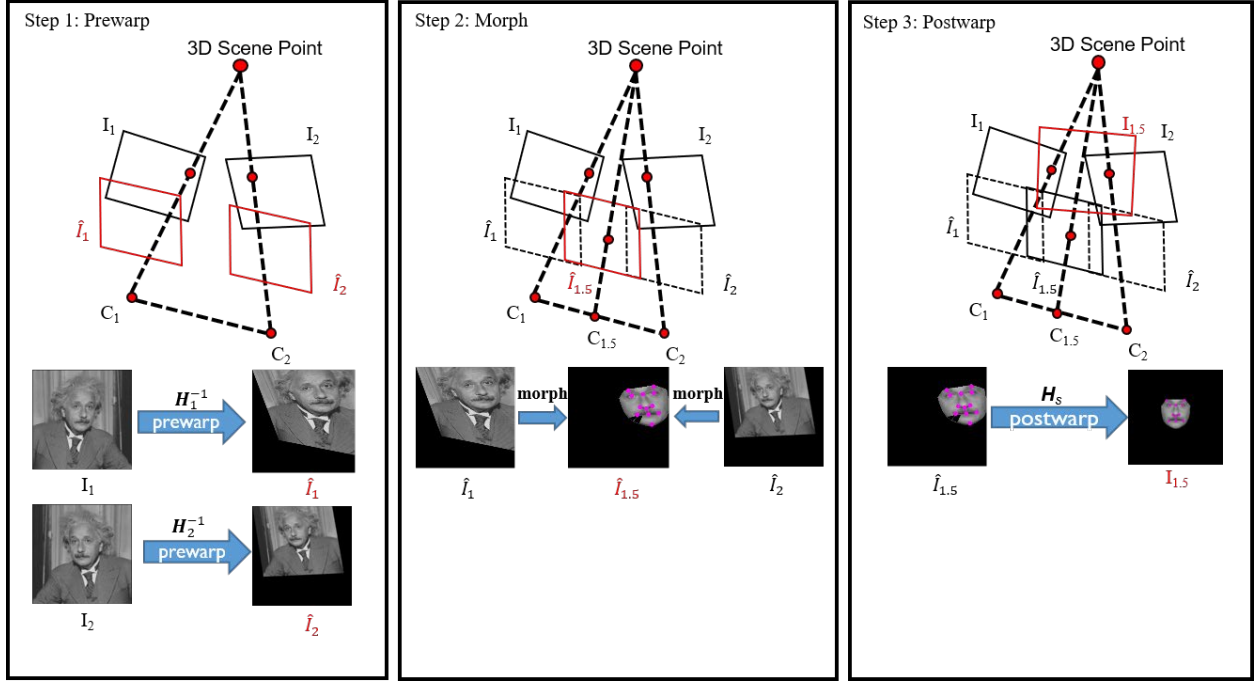 Step 1: Prewarp
3D Scene Point
I₁
I₂
Î₁
Î₂
C₁
C₂
H₁⁻¹
prewarp
I₁
Î₁
H₂⁻¹
prewarp
I₂
Î₂
Step 2: Morph
3D Scene Point
I₁
I₂
Î₁
Î₁.₅
Î₂
C₁
C₁.₅
C₂
morph
morph
Î₁
Î₁.₅
Î₂
Step 3: Postwarp
3D Scene Point
I₁
I₁.₅
I₂
Î₁
Î₁.₅
Î₂
C₁
C₁.₅
C₂
Hₛ
postwarp
Î₁.₅
I₁.₅